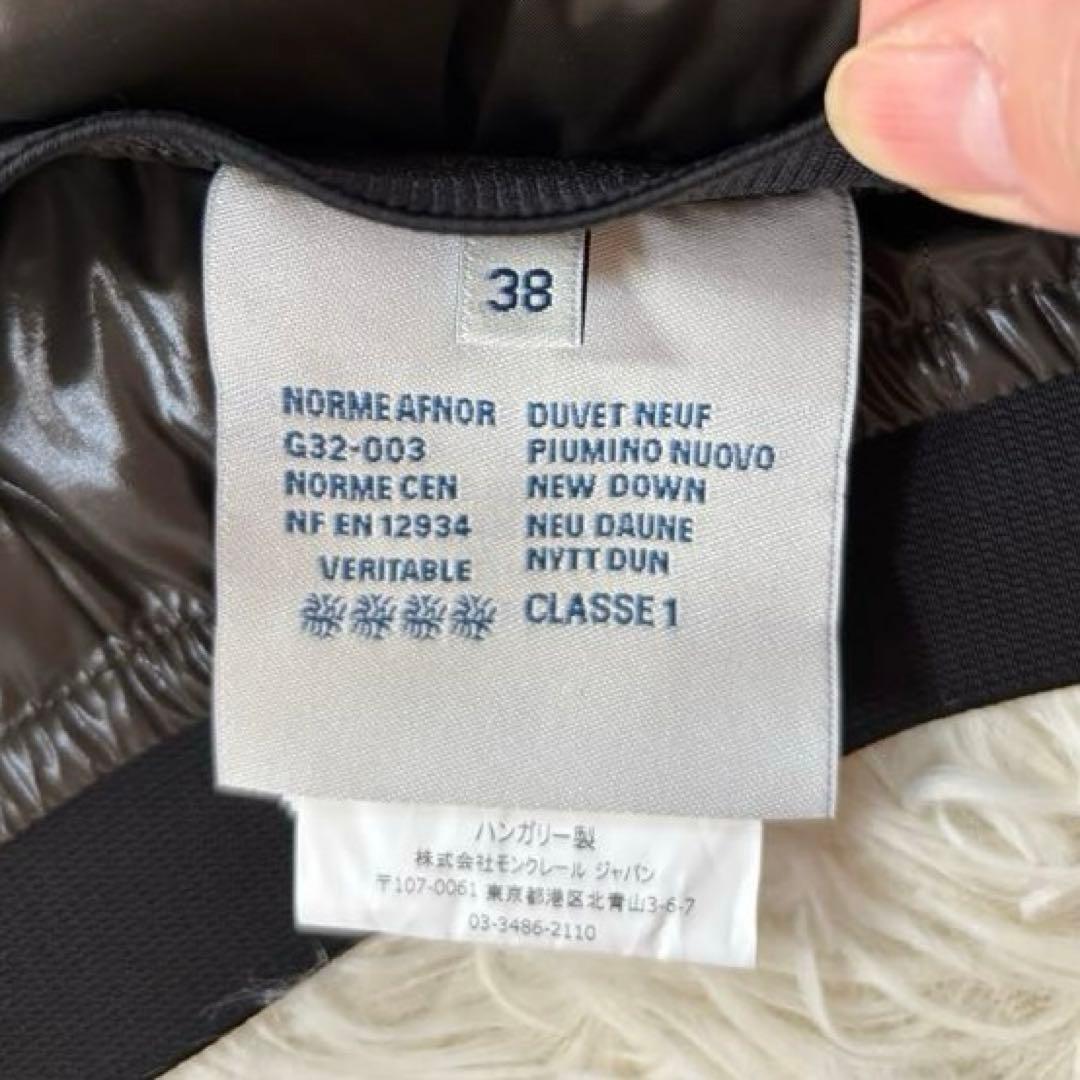 38
NORME AFNOR
G32-003
NORME CEN
NF EN 12934
VERITABLE
DUVET NEUF
PIUMINO NUOVO
NEW DOWN
NEU DAUNE
NYTT DUN
CLASSE 1
ハンガリー製
株式会社モンクレール ジャパン
〒107-0061 東京都港区北青山3-6-7
03-3486-2110